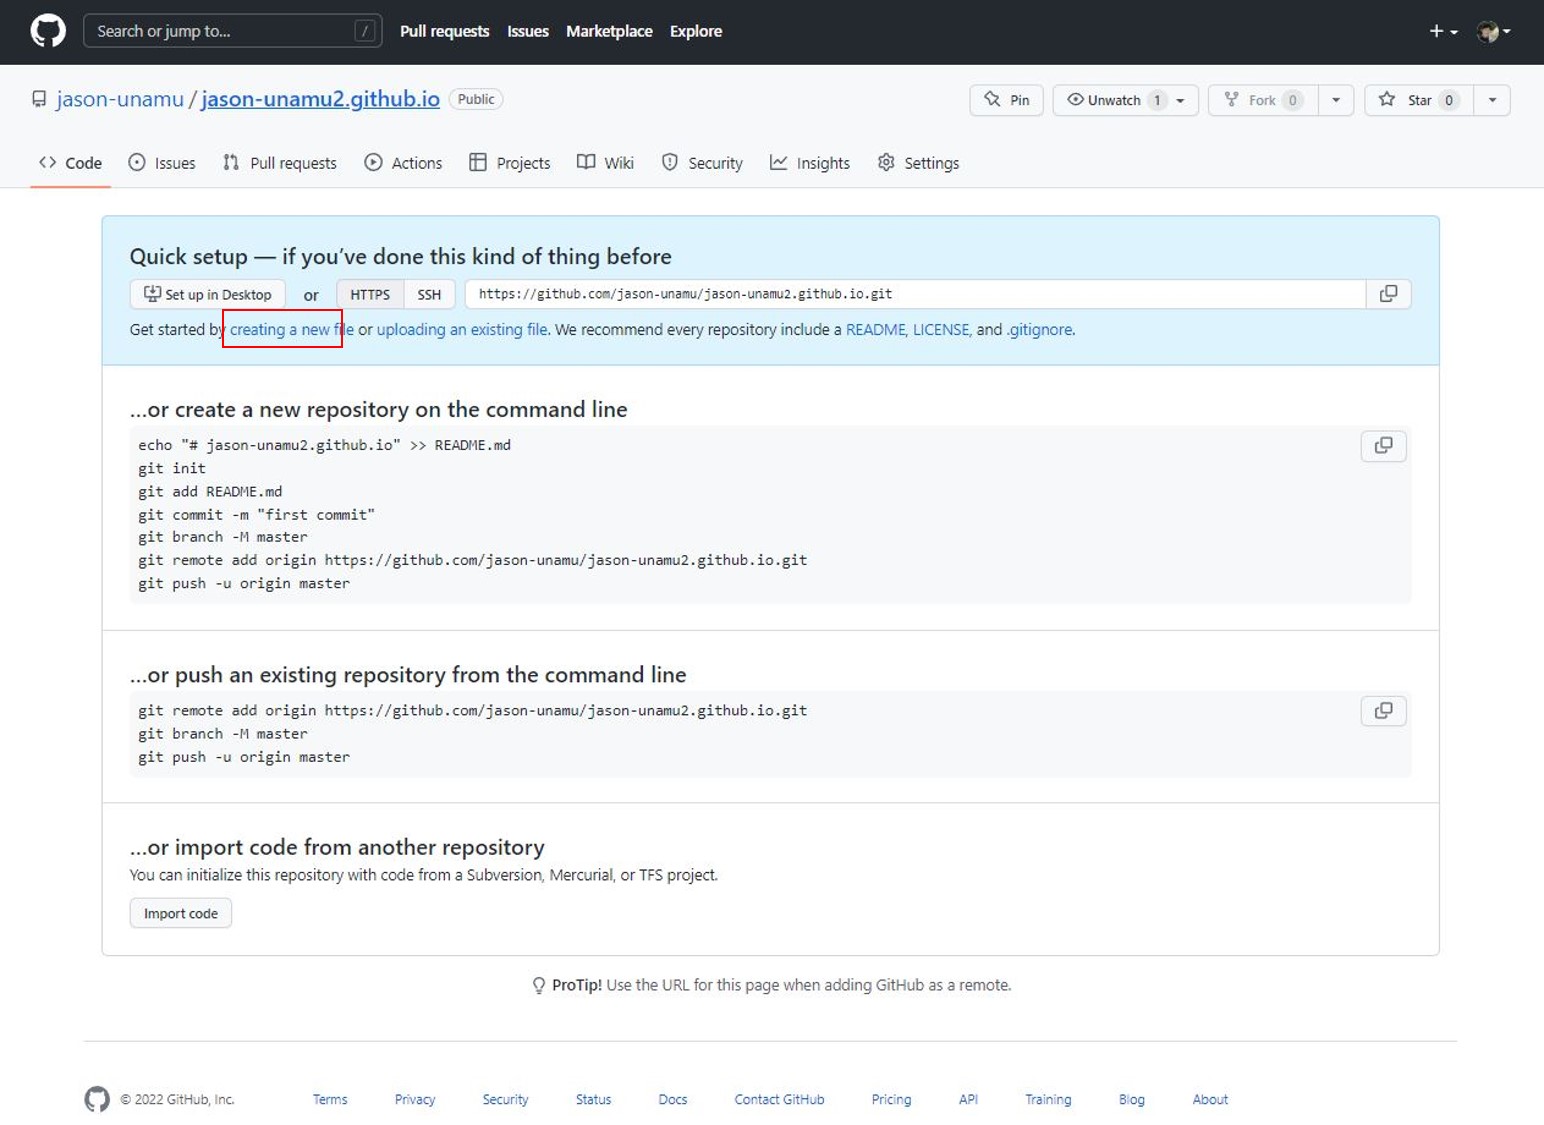 Search or jump to... / Pull requests Issues Marketplace Explore
jason-unamu / jason-unamu2.github.io Public Pin Unwatch 1 Fork 0 Star 0
<> Code Issues Pull requests Actions Projects Wiki Security Insights Settings
Quick setup — if you’ve done this kind of thing before
Set up in Desktop or HTTPS SSH https://github.com/jason-unamu/jason-unamu2.github.io.git
Get started by creating a new file or uploading an existing file. We recommend every repository include a README, LICENSE, and .gitignore.
…or create a new repository on the command line
echo "# jason-unamu2.github.io" >> README.md
git init
git add README.md
git commit -m "first commit"
git branch -M master
git remote add origin https://github.com/jason-unamu/jason-unamu2.github.io.git
git push -u origin master
…or push an existing repository from the command line
git remote add origin https://github.com/jason-unamu/jason-unamu2.github.io.git
git branch -M master
git push -u origin master
…or import code from another repository
You can initialize this repository with code from a Subversion, Mercurial, or TFS project.
Import code
ProTip! Use the URL for this page when adding GitHub as a remote.
© 2022 GitHub, Inc. Terms Privacy Security Status Docs Contact GitHub Pricing API Training Blog About